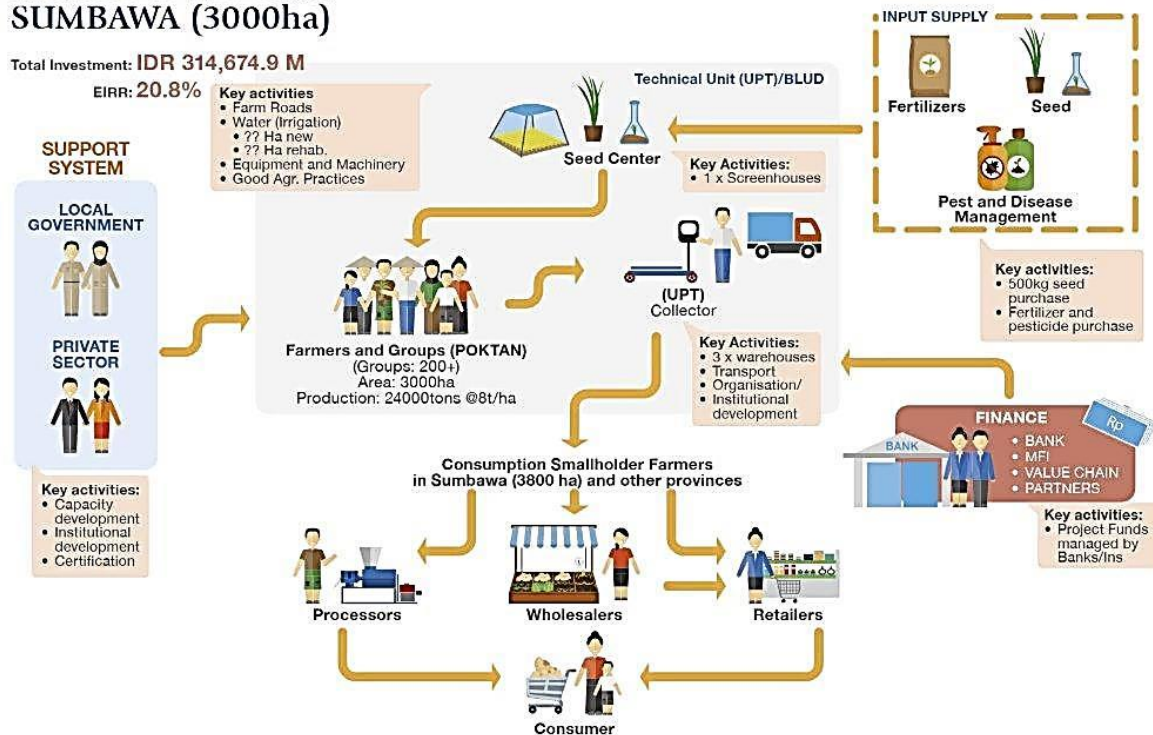 SUMBAWA (3000ha)
Total Investment: IDR 314,674.9 M
EIRR: 20.8%
Key activities
• Farm Roads
• Water (Irrigation)
• ?? Ha new
• ?? Ha rehab.
• Equipment and Machinery
• Good Agr. Practices
Technical Unit (UPT)/BLUD
Seed Center
Key Activities:
• 1 x Screenhouses
INPUT SUPPLY
Fertilizers
Seed
Pest and Disease
Management
Key activities:
• 500kg seed
purchase
• Fertilizer and
pesticide purchase
SUPPORT
SYSTEM
LOCAL
GOVERNMENT
PRIVATE
SECTOR
Key activities:
• Capacity
development
• Institutional
development
• Certification
Farmers and Groups (POKTAN)
(Groups: 200+)
Area: 3000ha
Production: 24000tons @8t/ha
(UPT)
Collector
Key Activities:
• 3 x warehouses
• Transport
• Organisation/
• Institutional
development
FINANCE
Rp
BANK
• BANK
• MFI
• VALUE CHAIN
• PARTNERS
Key activities:
• Project Funds
managed by
Banks/Ins
Consumption Smallholder Farmers
in Sumbawa (3800 ha) and other provinces
Processors
Wholesalers
Retailers
Consumer